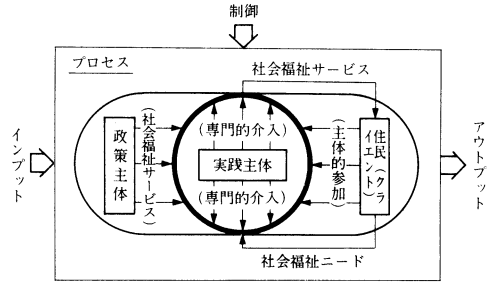 制御
プロセス
社会福祉サービス
インプット
政策主体
(社会福祉サービス)
(専門的介入)
実践主体
(専門的介入)
(主体的参加)
住民(クラ
イエント)
アウトプット
社会福祉ニード